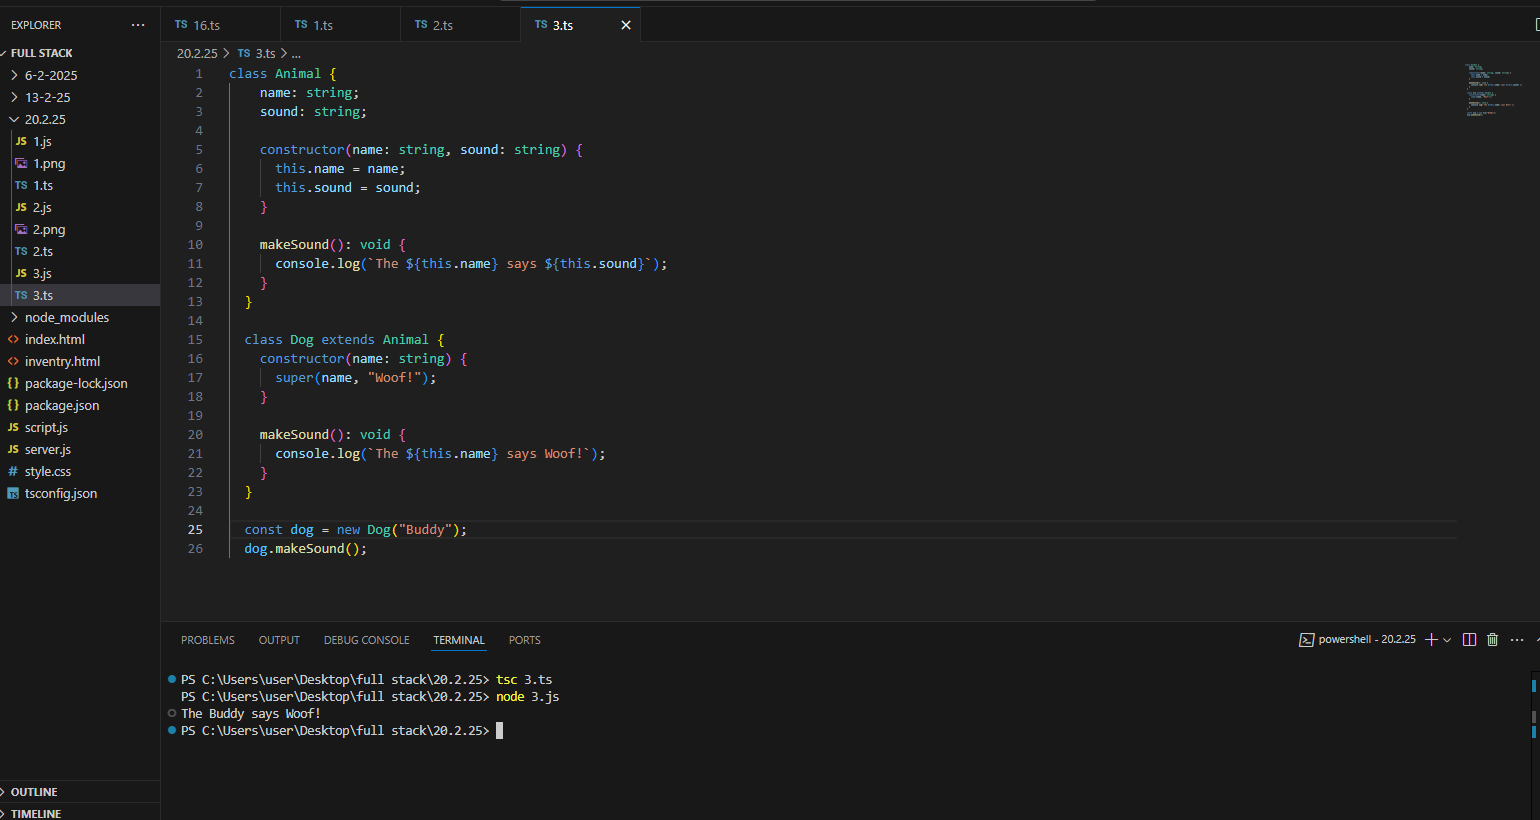 EXPLORER
...
FULL STACK
6-2-2025
13-2-25
20.2.25
JS 1.js
1.png
TS 1.ts
JS 2.js
2.png
TS 2.ts
JS 3.js
TS 3.ts
node_modules
<> index.html
<> inventry.html
{} package-lock.json
{} package.json
JS script.js
JS server.js
# style.css
TS tsconfig.json
OUTLINE
TIMELINE
TS 16.ts
TS 1.ts
TS 2.ts
TS 3.ts
20.2.25 > TS 3.ts > ...
1 class Animal {
2 name: string;
3 sound: string;
4
5 constructor(name: string, sound: string) {
6 this.name = name;
7 this.sound = sound;
8 }
9
10 makeSound(): void {
11 console.log(`The ${this.name} says ${this.sound}`);
12 }
13 }
14
15 class Dog extends Animal {
16 constructor(name: string) {
17 super(name, "Woof!");
18 }
19
20 makeSound(): void {
21 console.log(`The ${this.name} says Woof!`);
22 }
23 }
24
25 const dog = new Dog("Buddy");
26 dog.makeSound();
PROBLEMS OUTPUT DEBUG CONSOLE TERMINAL PORTS
powershell - 20.2.25
...
PS C:\Users\user\Desktop\full stack\20.2.25> tsc 3.ts
PS C:\Users\user\Desktop\full stack\20.2.25> node 3.js
The Buddy says Woof!
PS C:\Users\user\Desktop\full stack\20.2.25>